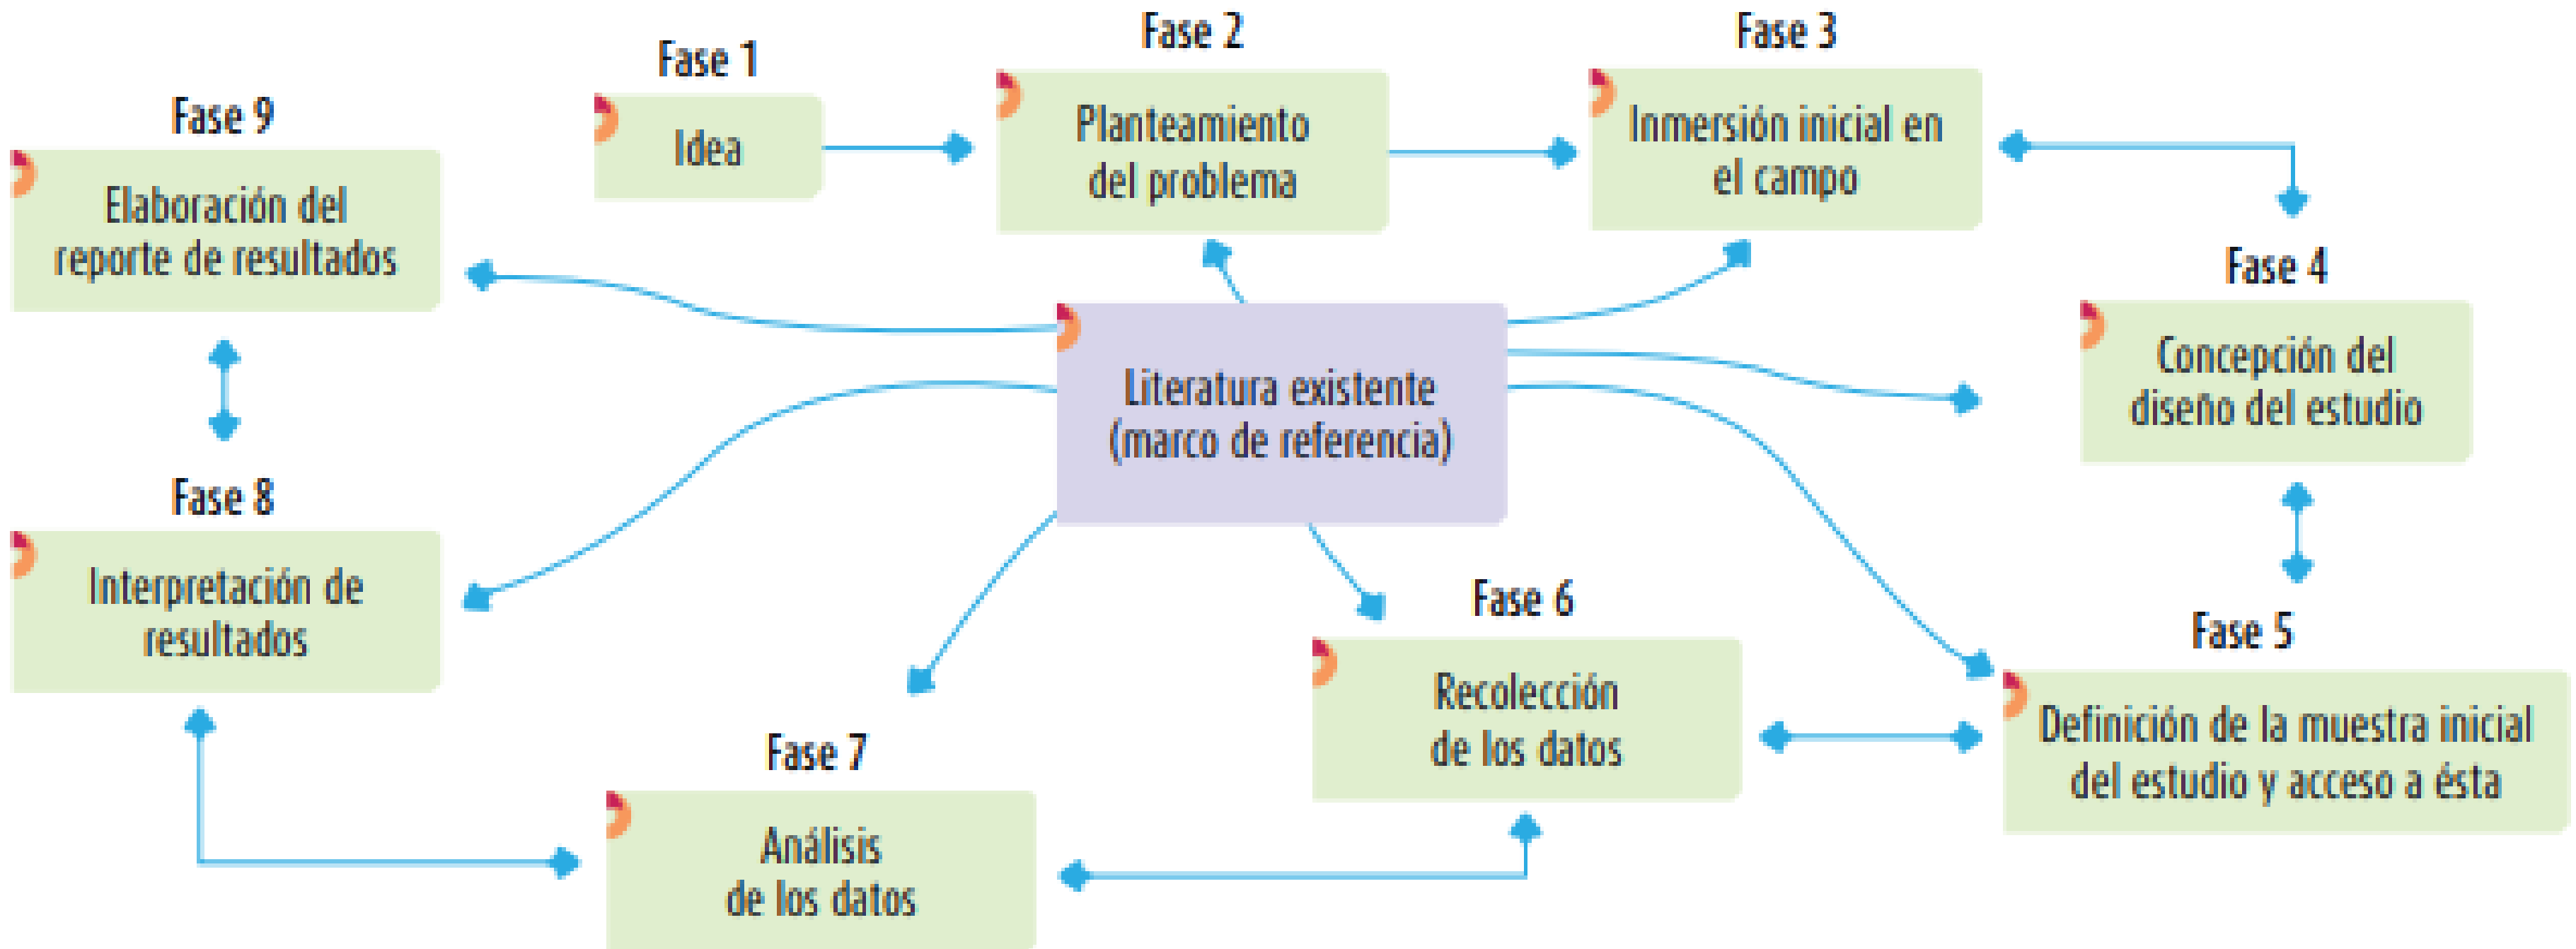 Fase 1
Idea
Fase 2
Planteamiento
del problema
Fase 3
Inmersión inicial en
el campo
Fase 4
Concepción del
diseño del estudio
Fase 5
Definición de la muestra inicial
del estudio y acceso a ésta
Fase 6
Recolección
de los datos
Fase 7
Análisis
de los datos
Fase 8
Interpretación de
resultados
Fase 9
Elaboración del
reporte de resultados
Literatura existente
(marco de referencia)